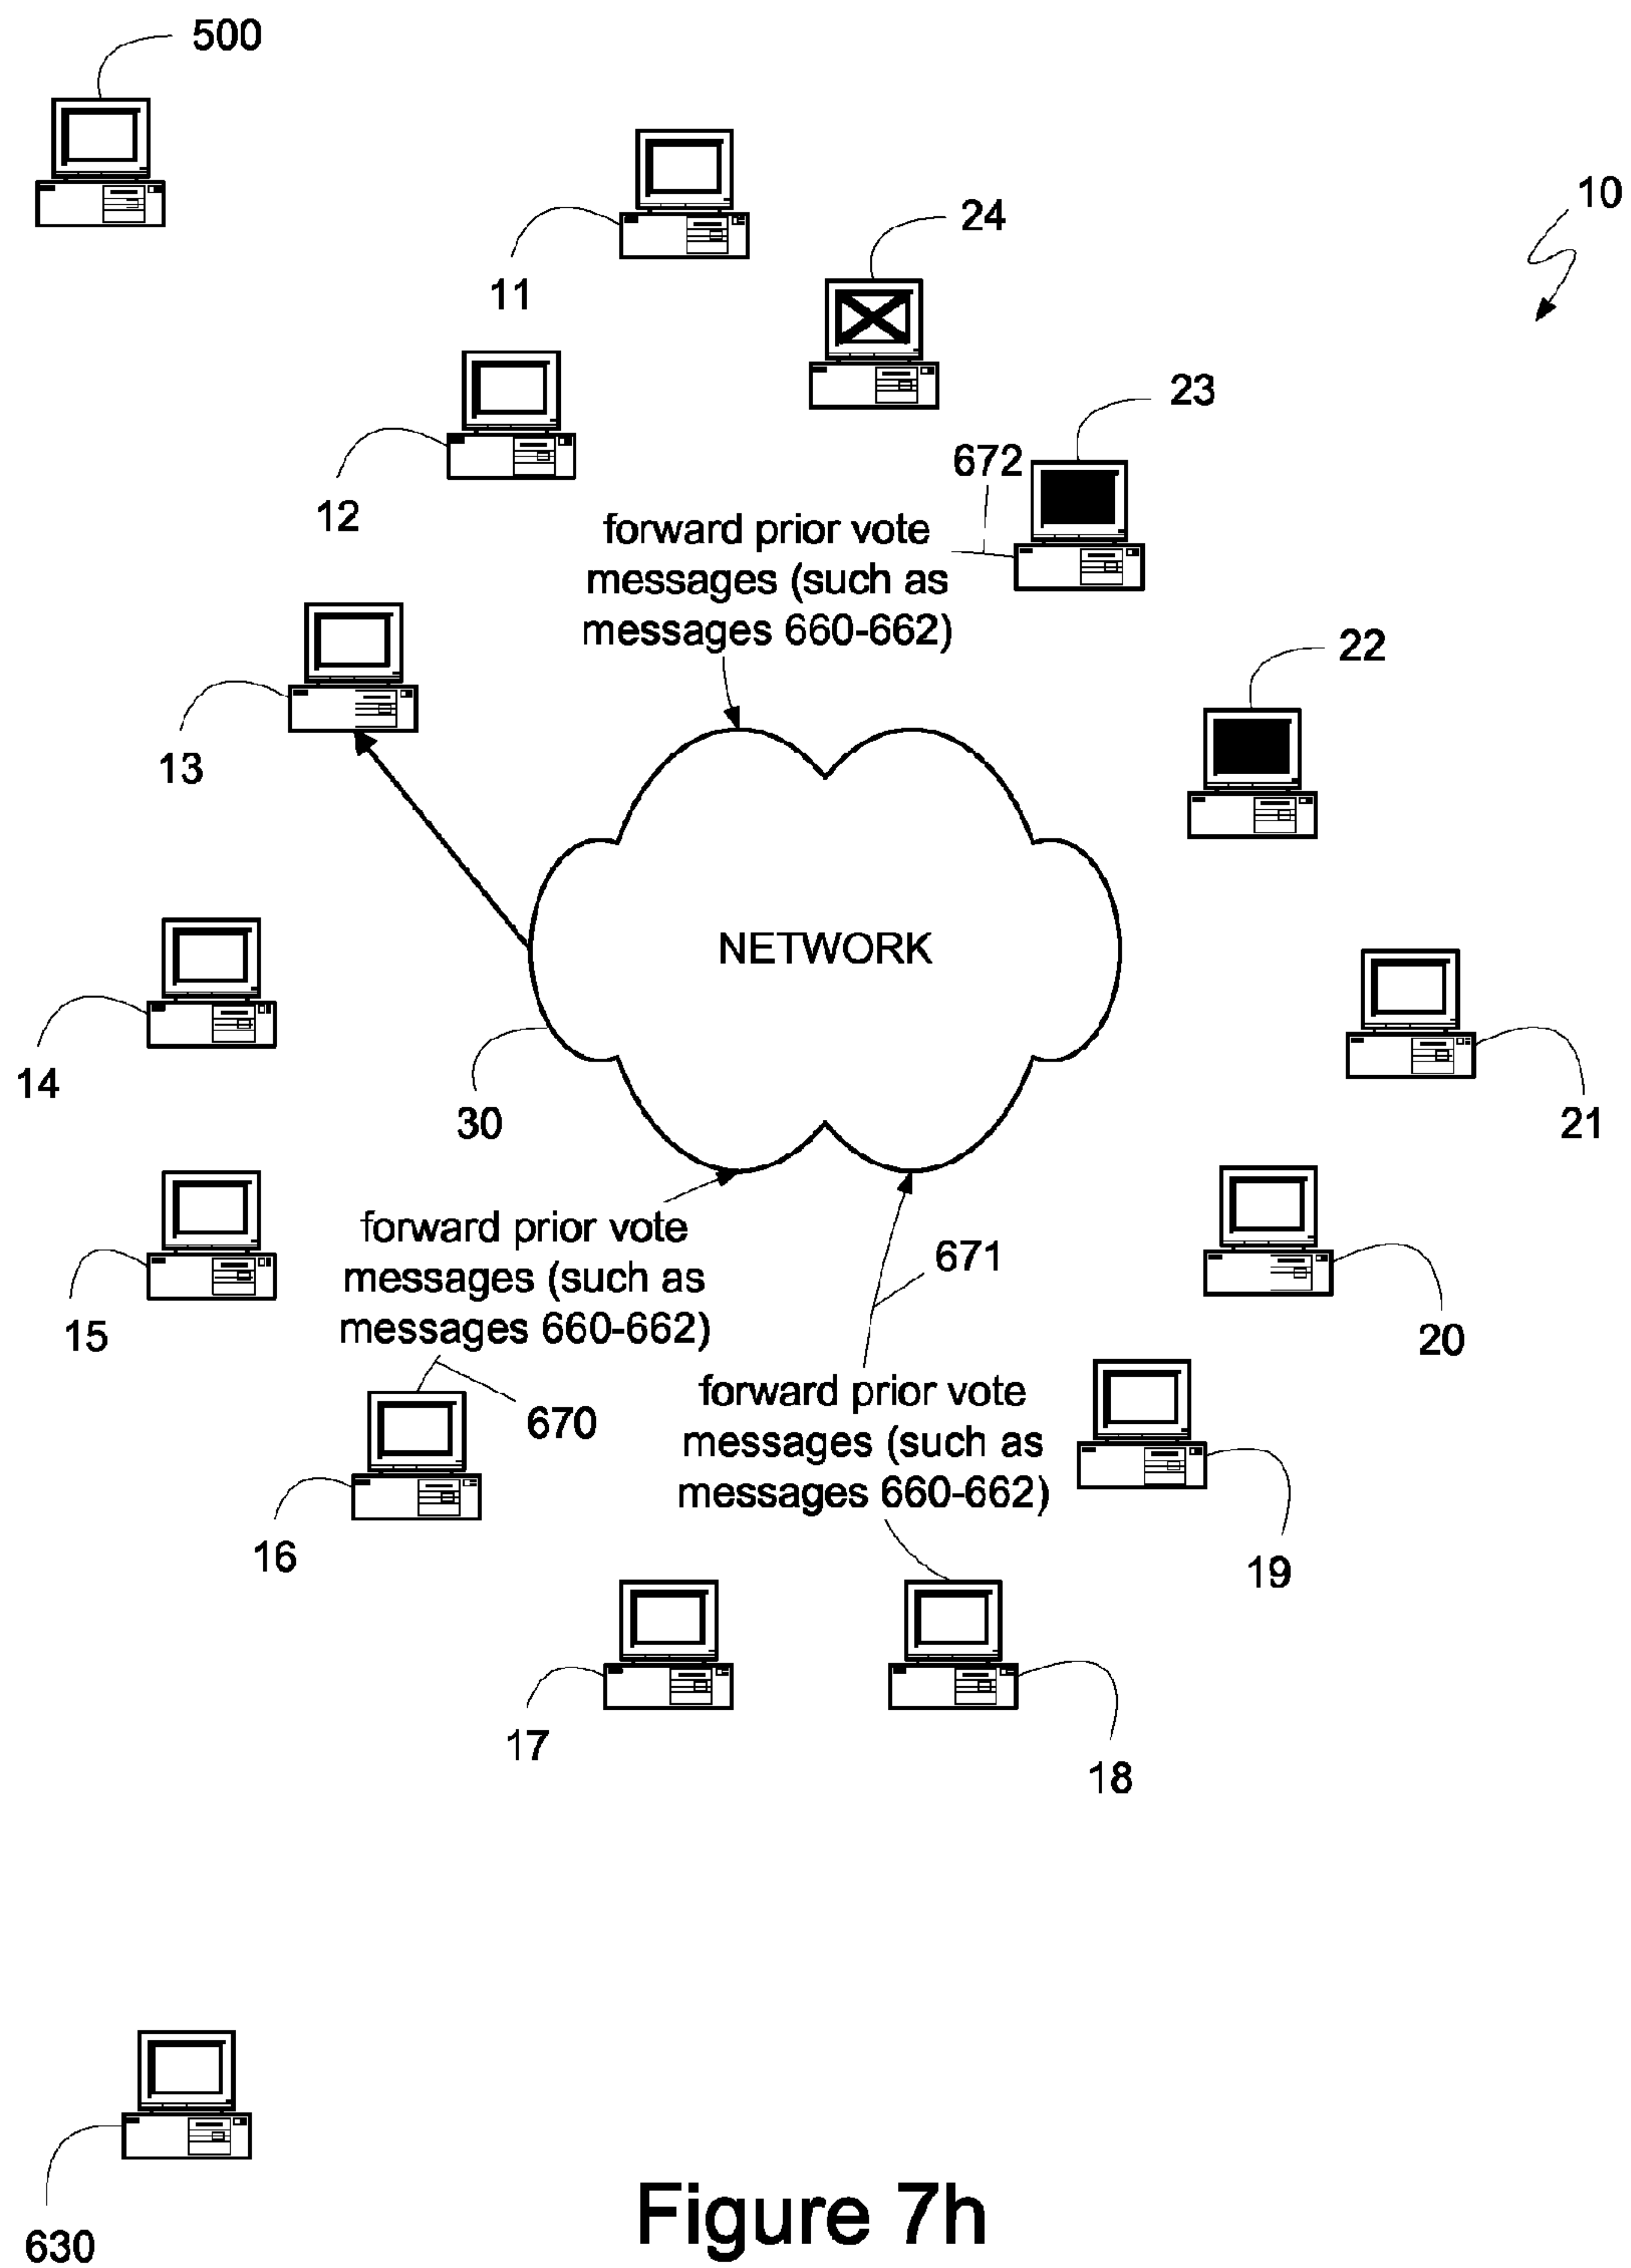 500
11
24
10
12
23
672
forward prior vote
messages (such as
messages 660-662)
22
13
NETWORK
14
30
21
15
forward prior vote
messages (such as
messages 660-662)
671
20
670
forward prior vote
messages (such as
messages 660-662)
16
19
17
18
630
Figure 7h